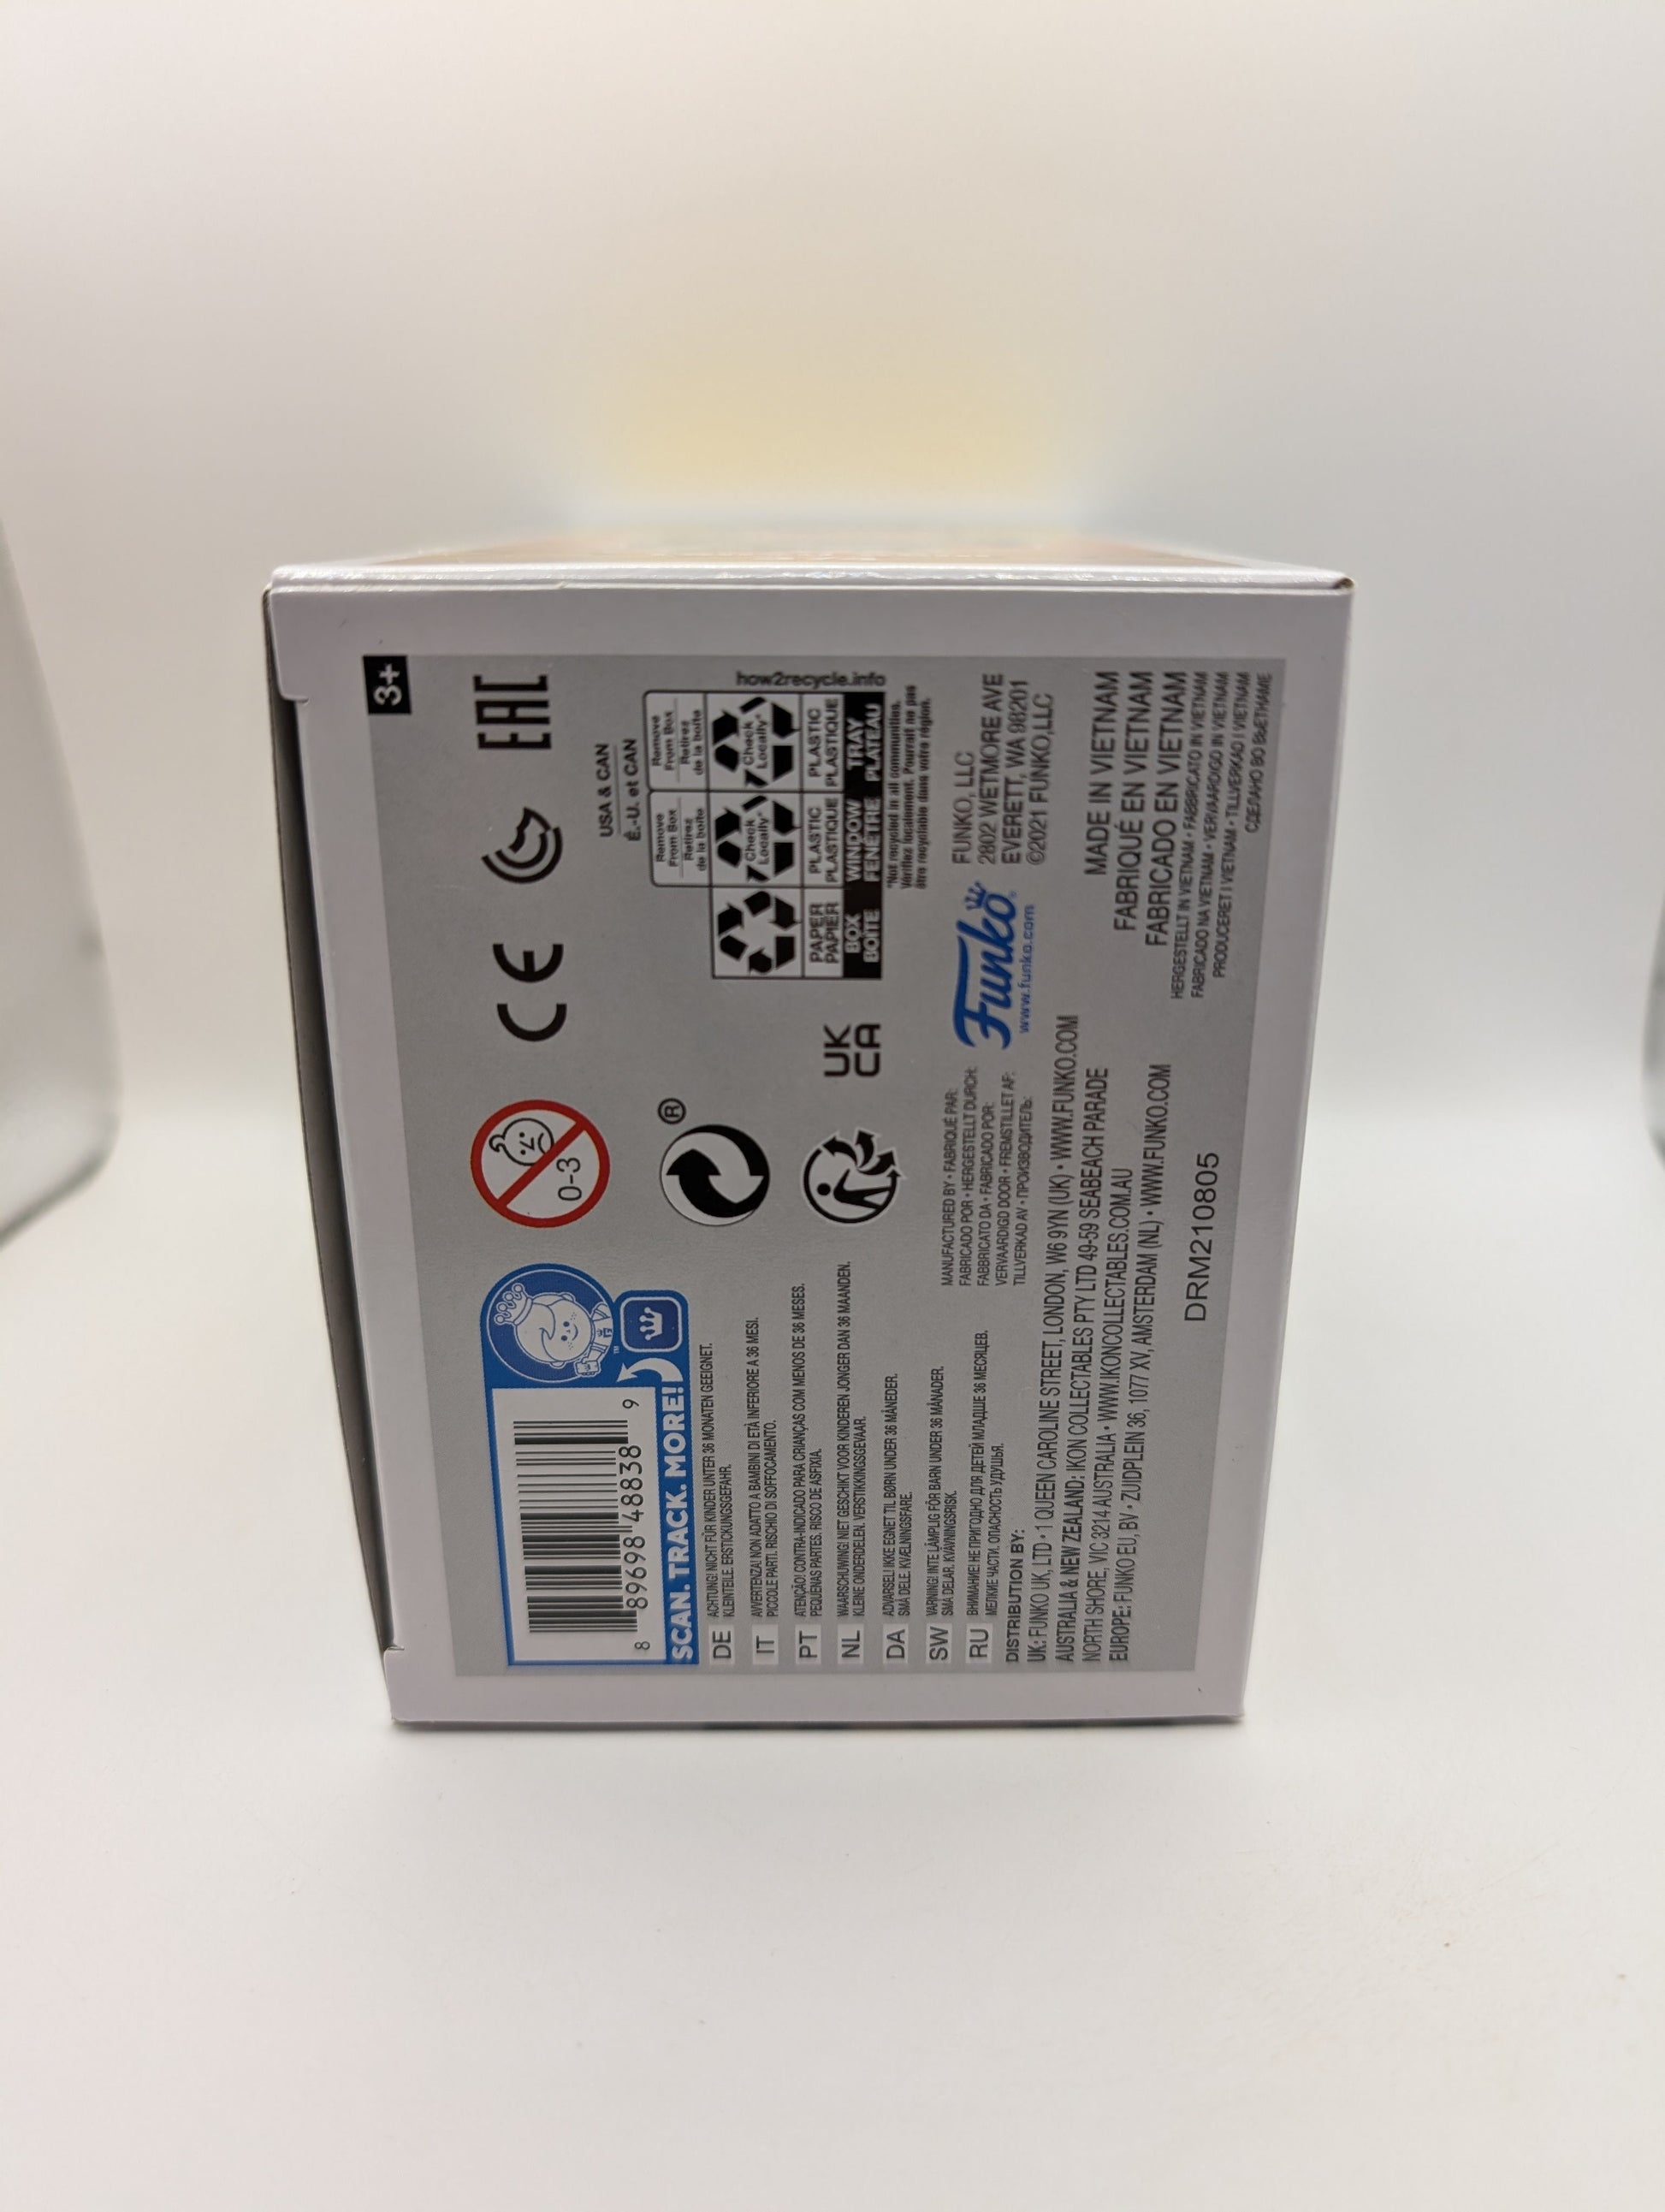 3+
8 89698 48838 9
SCAN. TRACK. MORE!
TM
0-3
CE
EAC
®
UK
CA
USA & CAN
É.-U. et CAN
Remove
From Box
Retirez
de la boîte
Remove
From Box
Retirez
de la boîte
Check
Locally*
Check
Locally*
PAPER
PAPIER
PLASTIC
PLASTIQUE
PLASTIC
PLASTIQUE
BOX
BOÎTE
WINDOW
FENÊTRE
TRAY
PLATEAU
how2recycle.info
*Not recycled in all communities.
Vérifiez localement. Pourrait ne pas
être recyclable dans votre région.
DE ACHTUNG! NICHT FÜR KINDER UNTER 36 MONATEN GEEIGNET.
KLEINTEILE. ERSTICKUNGSGEFAHR.
IT AVVERTENZA! NON ADATTO A BAMBINI DI ETÀ INFERIORE A 36 MESI.
PICCOLE PARTI. RISCHIO DI SOFFOCAMENTO.
PT ATENÇÃO! CONTRA-INDICADO PARA CRIANÇAS COM MENOS DE 36 MESES.
PEQUENAS PARTES. RISCO DE ASFIXIA.
NL WAARSCHUWING! NIET GESCHIKT VOOR KINDEREN JONGER DAN 36 MAANDEN.
KLEINE ONDERDELEN. VERSTIKKINGSGEVAAR.
DA ADVARSEL! IKKE EGNET TIL BØRN UNDER 36 MÅNEDER.
SMÅ DELE. KVÆLNINGSFARE.
SW VARNING! INTE LÄMPLIG FÖR BARN UNDER 36 MÅNADER.
SMÅ DELAR. KVÄVNINGSRISK.
RU ВНИМАНИЕ! НЕ ПРИГОДНО ДЛЯ ДЕТЕЙ МЛАДШЕ 36 МЕСЯЦЕВ.
МЕЛКИЕ ЧАСТИ. ОПАСНОСТЬ УДУШЬЯ.
MANUFACTURED BY • FABRIQUÉ PAR:
FABRICADO POR • HERGESTELLT DURCH:
FABBRICATO DA • FABRICADO POR:
VERVAARDIGD DOOR • FREMSTILLET AF:
TILLVERKAD AV • ПРОИЗВОДИТЕЛЬ:
Funko®
www.funko.com
FUNKO, LLC
2802 WETMORE AVE
EVERETT, WA 98201
©2021 FUNKO,LLC
DISTRIBUTION BY:
UK: FUNKO UK, LTD • 1 QUEEN CAROLINE STREET, LONDON, W6 9YN (UK) • WWW.FUNKO.COM
AUSTRALIA & NEW ZEALAND: IKON COLLECTABLES PTY LTD 49-59 SEABEACH PARADE
NORTH SHORE, VIC 3214 AUSTRALIA • WWW.IKONCOLLECTABLES.COM.AU
EUROPE: FUNKO EU, BV • ZUIDPLEIN 36, 1077 XV, AMSTERDAM (NL) • WWW.FUNKO.COM
DRM210805
MADE IN VIETNAM
FABRIQUÉ EN VIETNAM
FABRICADO EN VIETNAM
HERGESTELLT IN VIETNAM • FABBRICATO IN VIETNAM
FABRICADO NA VIETNAM • VERVAARDIGD IN VIETNAM
PRODUCERET I VIETNAM • TILLVERKAD I VIETNAM
СДЕЛАНО ВО ВЬЕТНАМЕ